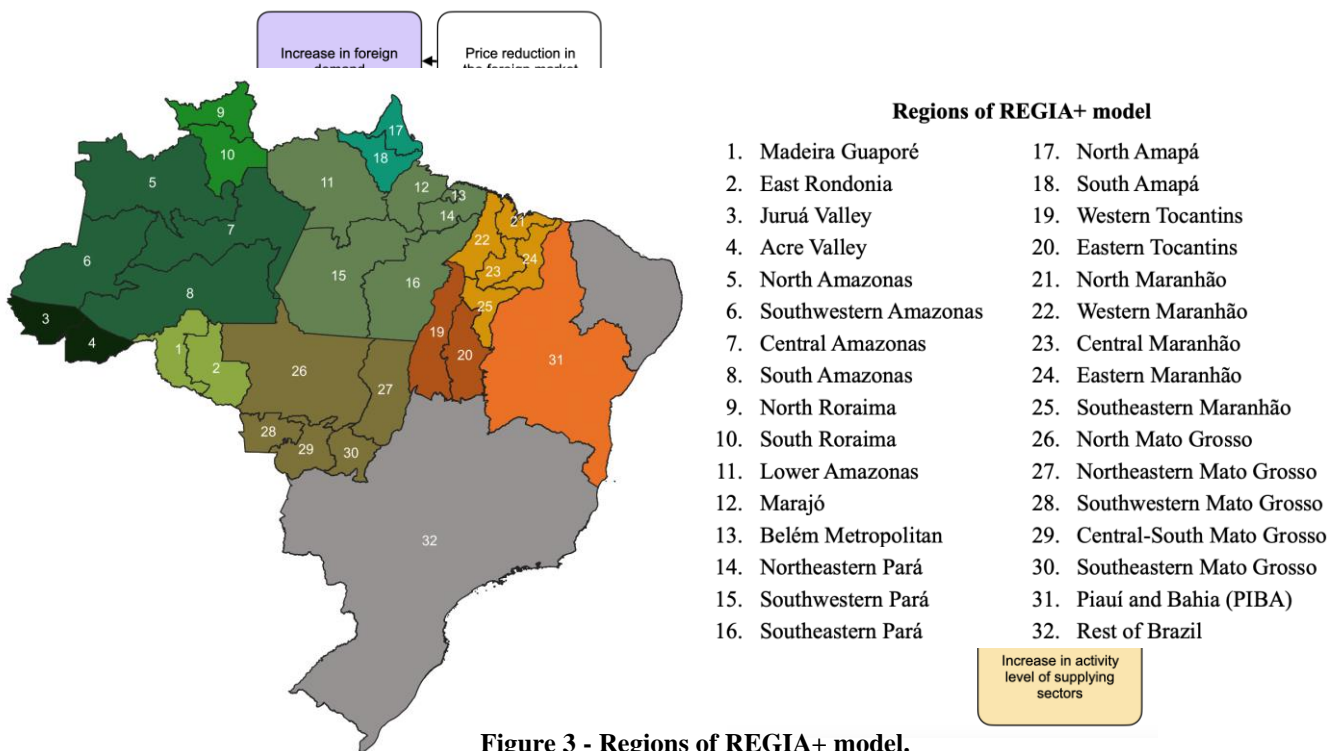 Increase in foreign
Price reduction in
Regions of REGIA+ model
1. Madeira Guaporé
2. East Rondonia
3. Juruá Valley
4. Acre Valley
5. North Amazonas
6. Southwestern Amazonas
7. Central Amazonas
8. South Amazonas
9. North Roraima
10. South Roraima
11. Lower Amazonas
12. Marajó
13. Belém Metropolitan
14. Northeastern Pará
15. Southwestern Pará
16. Southeastern Pará
17. North Amapá
18. South Amapá
19. Western Tocantins
20. Eastern Tocantins
21. North Maranhão
22. Western Maranhão
23. Central Maranhão
24. Eastern Maranhão
25. Southeastern Maranhão
26. North Mato Grosso
27. Northeastern Mato Grosso
28. Southwestern Mato Grosso
29. Central-South Mato Grosso
30. Southeastern Mato Grosso
31. Piauí and Bahia (PIBA)
32. Rest of Brazil
9
10
17
18
5
11
12
13
14
7
21
22
6
23
24
15
16
8
25
3
19
4
1
20
31
2
26
27
28
29
30
32
Increase in activity
level of supplying
sectors
Figure 3 - Regions of REGIA+ model.